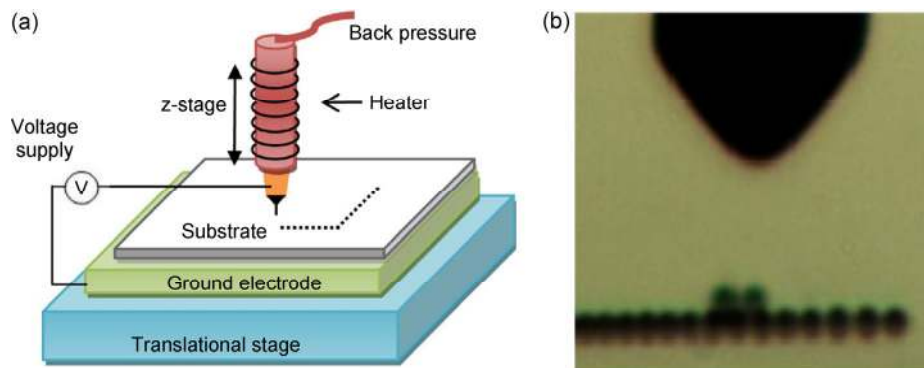 (a)
Back pressure
z-stage
Heater
Voltage
supply
V
Substrate
Ground electrode
Translational stage
(b)